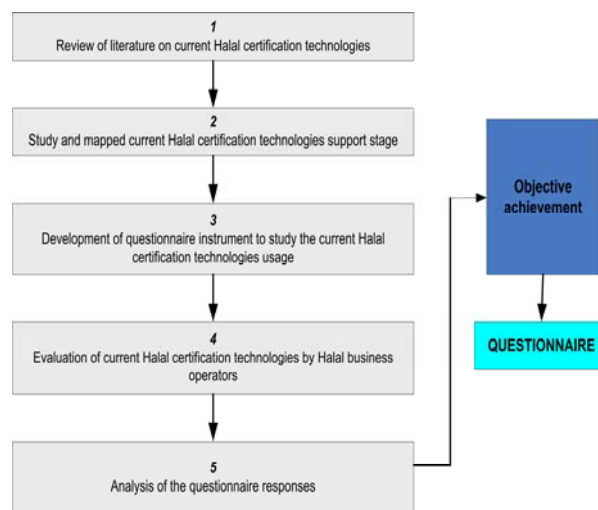 1
Review of literature on current Halal certification technologies
2
Study and mapped current Halal certification technologies support stage
3
Development of questionnaire instrument to study the current Halal
certification technologies usage
4
Evaluation of current Halal certification technologies by Halal business
operators
5
Analysis of the questionnaire responses
Objective
achievement
QUESTIONNAIRE